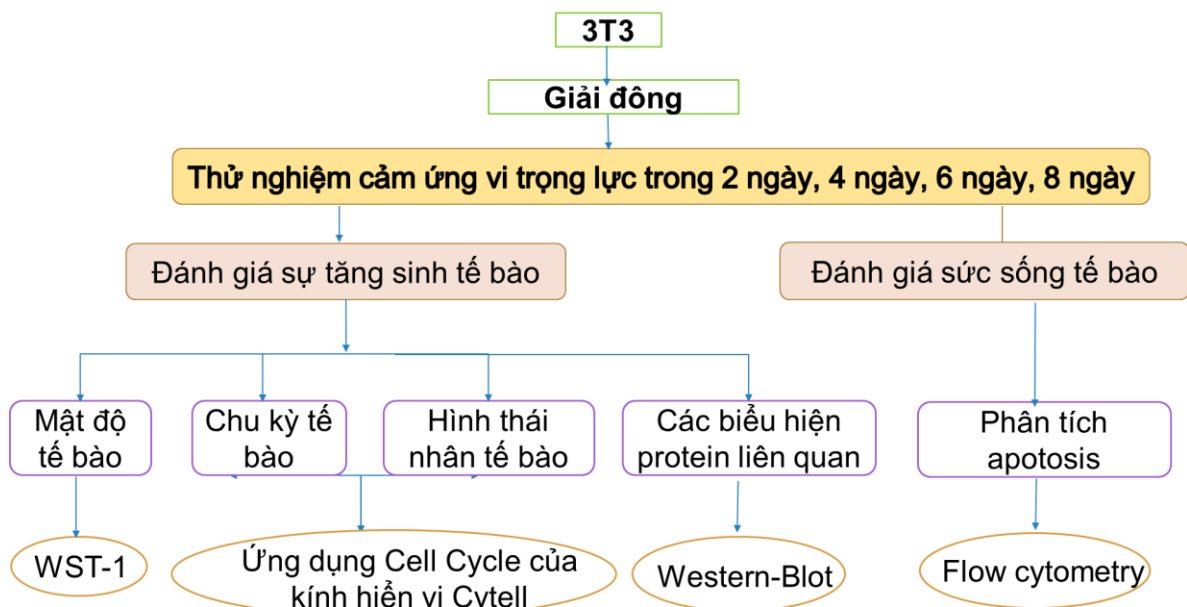 3T3
Giải đông
Thử nghiệm cảm ứng vi trọng lực trong 2 ngày, 4 ngày, 6 ngày, 8 ngày
Đánh giá sự tăng sinh tế bào
Đánh giá sức sống tế bào
Mật độ
tế bào
Chu kỳ tế
bào
Hình thái
nhân tế bào
Các biểu hiện
protein liên quan
Phân tích
apotosis
WST-1
Ứng dụng Cell Cycle của
kính hiển vi Cytell
Western-Blot
Flow cytometry